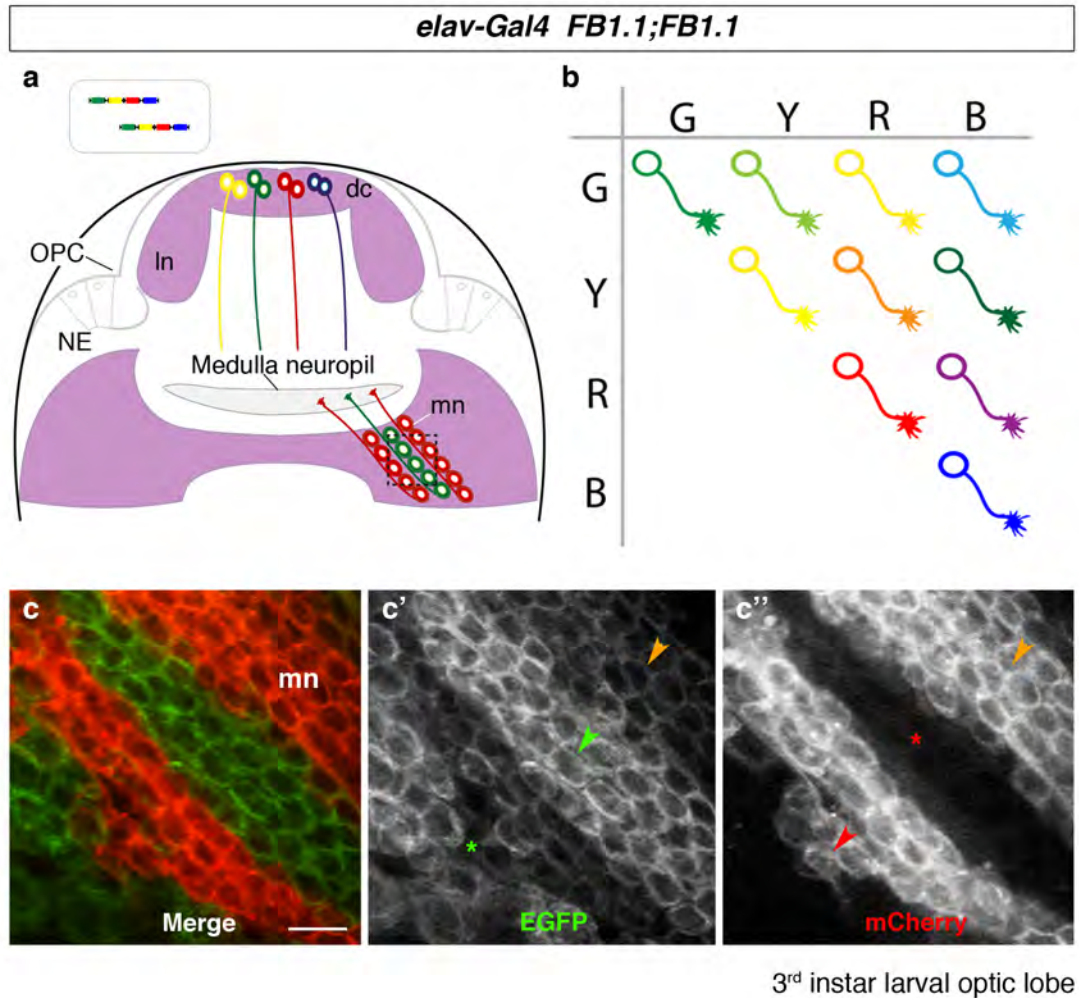 elav-Gal4 FB1.1;FB1.1
a
dc
OPC
ln
NE
Medulla neuropil
mn
b
G Y R B
G
Y
R
B
c
mn
Merge
c'
*
EGFP
c''
*
mCherry
3rd instar larval optic lobe